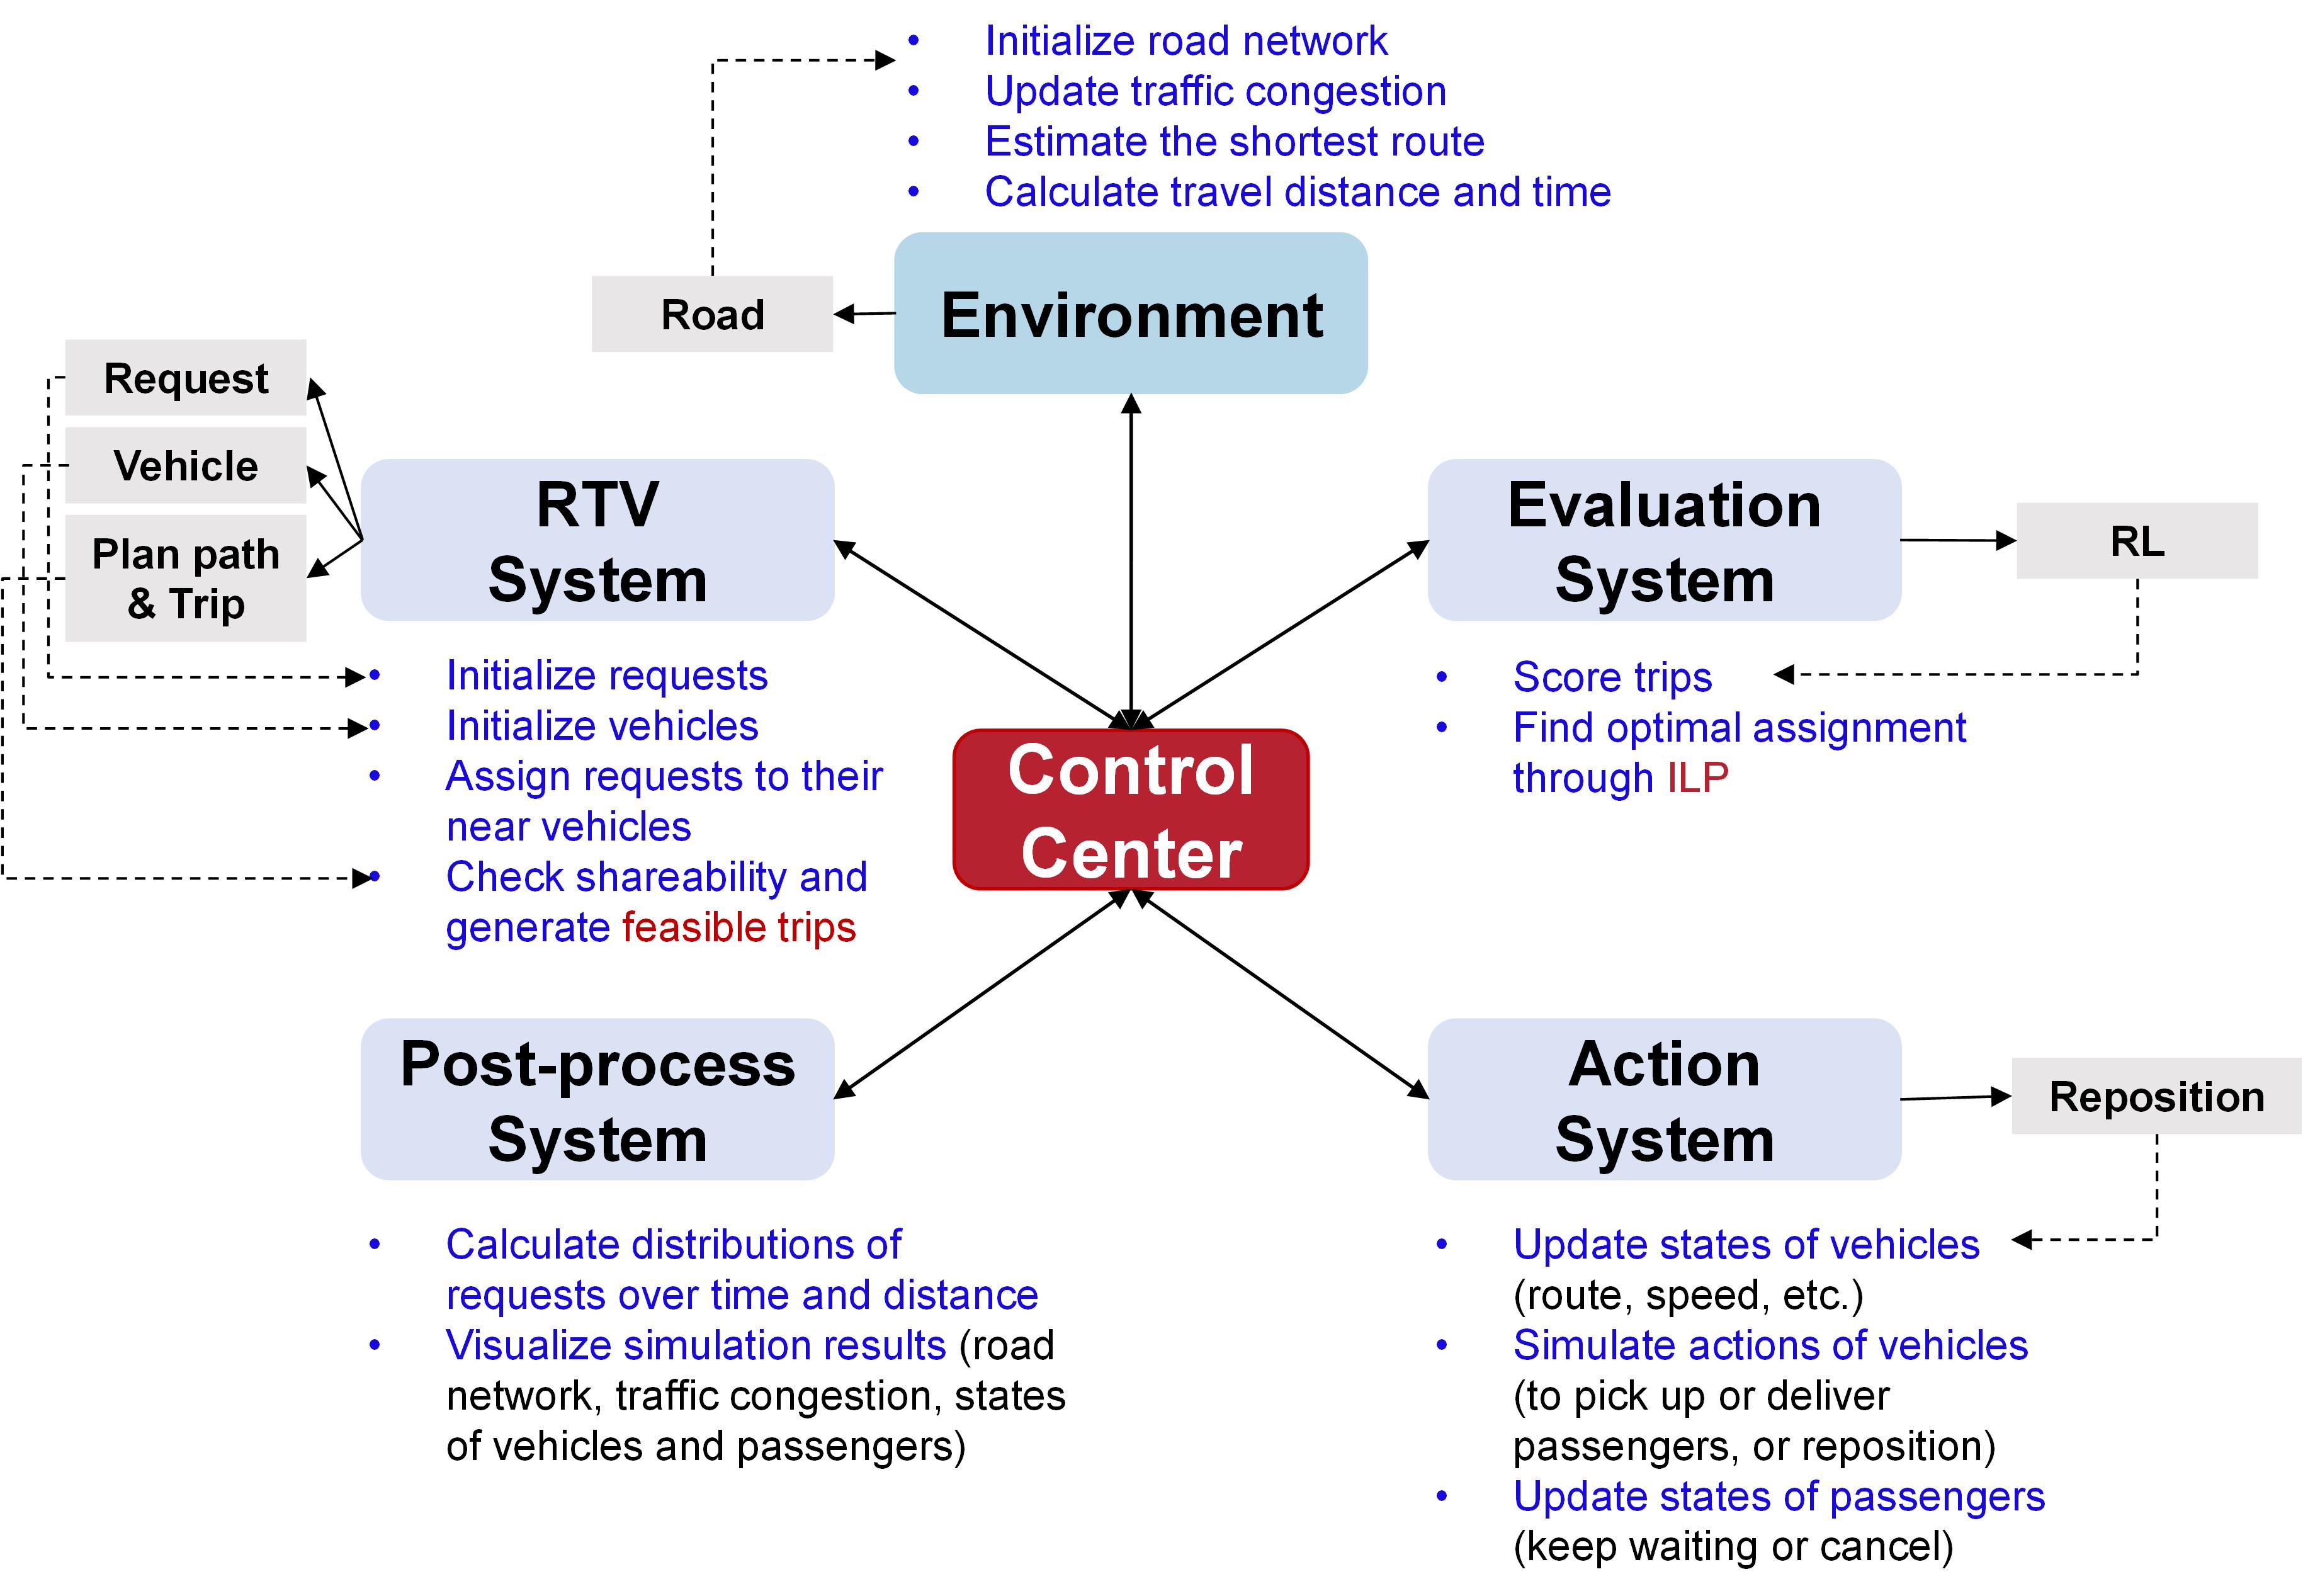 • Initialize road network
• Update traffic congestion
• Estimate the shortest route
• Calculate travel distance and time
Environment
Road
Request
Vehicle
Plan path
& Trip
RTV
System
• Initialize requests
• Initialize vehicles
• Assign requests to their
near vehicles
• Check shareability and
generate feasible trips
Evaluation
System
RL
• Score trips
• Find optimal assignment
through ILP
Control
Center
Post-process
System
• Calculate distributions of
requests over time and distance
• Visualize simulation results (road
network, traffic congestion, states
of vehicles and passengers)
Action
System
Reposition
• Update states of vehicles
(route, speed, etc.)
• Simulate actions of vehicles
(to pick up or deliver
passengers, or reposition)
• Update states of passengers
(keep waiting or cancel)